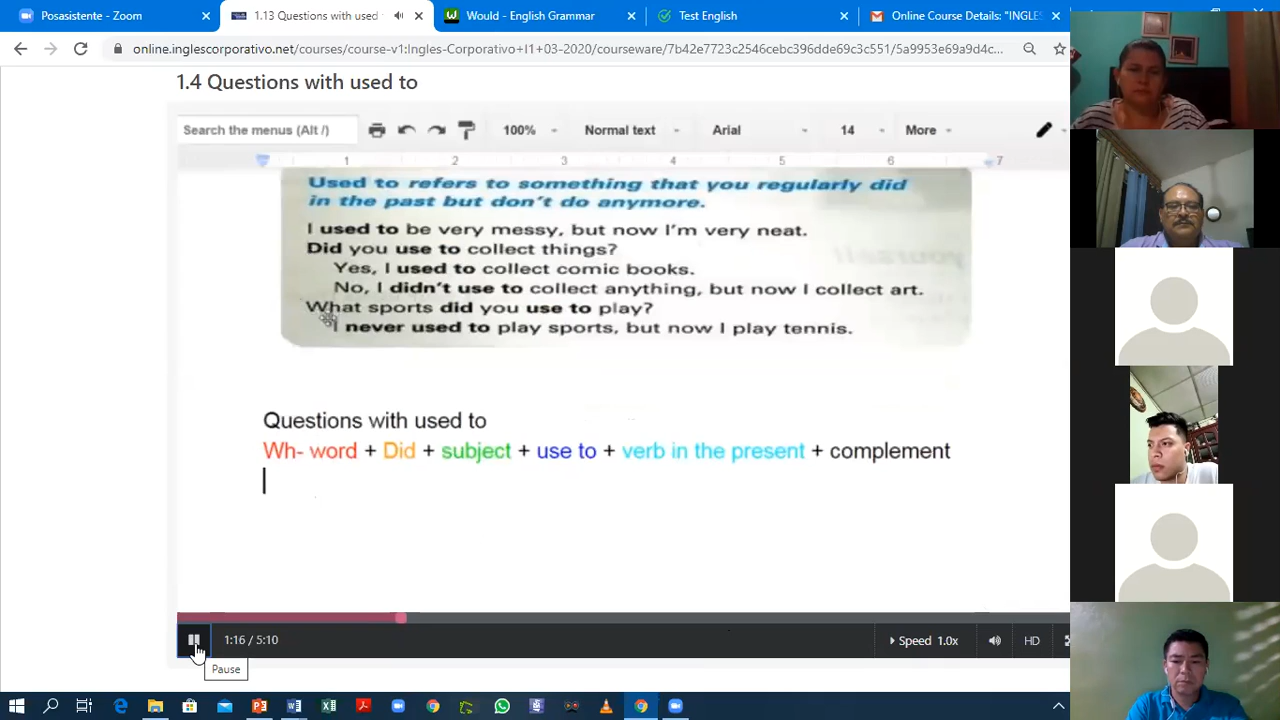 Posasistente - Zoom
1.13 Questions with used
Would - English Grammar
Test English
Online Course Details: "INGLES
online.inglescorporativo.net/courses/course-v1:Ingles-Corporativo+I1+03-2020/courseware/7b42e7723c2546cebc396dde69c3c551/5a9953e69a9d4c...
1.4 Questions with used to
Search the menus (Alt /)
100%
Normal text
Arial
14
More
1 2 3 4 5 6 7
Used to refers to something that you regularly did
in the past but don't do anymore.
I used to be very messy, but now I'm very neat.
Did you use to collect things?
Yes, I used to collect comic books.
No, I didn't use to collect anything, but now I collect art.
What sports did you use to play?
I never used to play sports, but now I play tennis.
Questions with used to
Wh- word + Did + subject + use to + verb in the present + complement
1:16 / 5:10
Speed 1.0x
HD
Pause